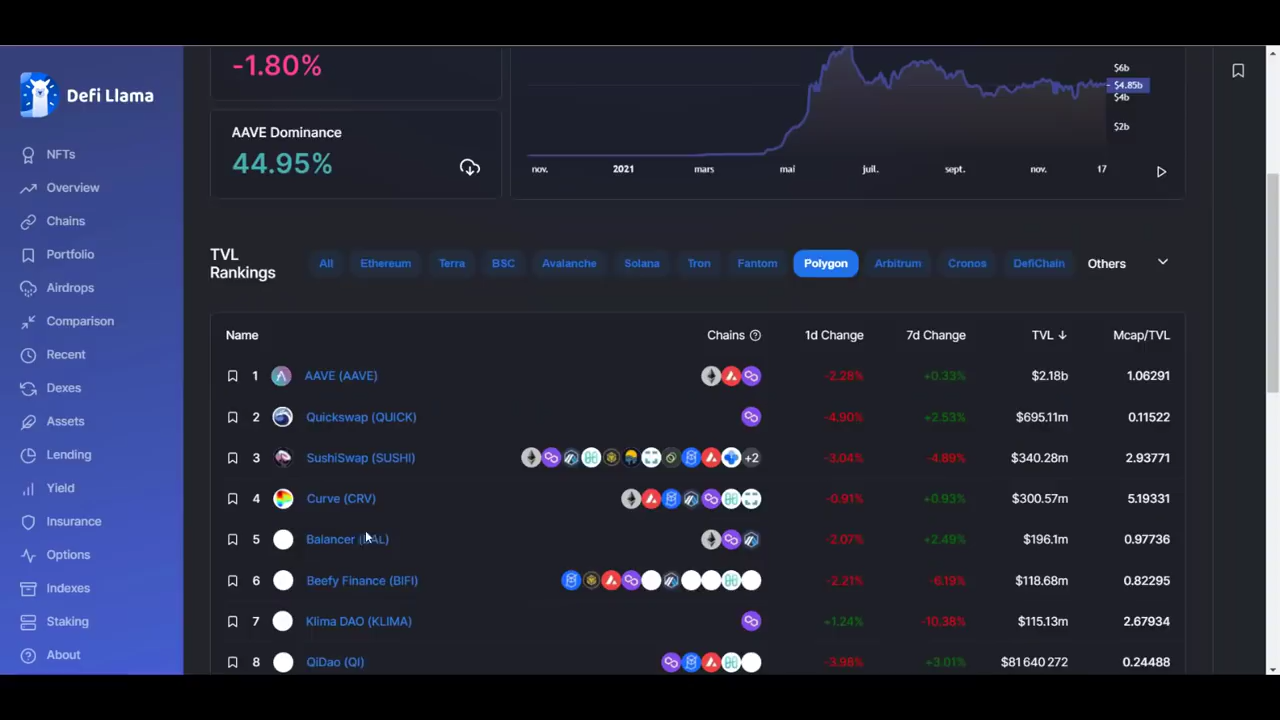 Defi Llama
NFTs
Overview
Chains
Portfolio
Airdrops
Comparison
Recent
Dexes
Assets
Lending
Yield
Insurance
Options
Indexes
Staking
About
-1.80%
AAVE Dominance
44.95%
$6b
$4.85b
$4b
$2b
nov. 2021 mars mai juil. sept. nov. 17
TVL
Rankings
All Ethereum Terra BSC Avalanche Solana Tron Fantom Polygon Arbitrum Cronos DefiChain Others
Name Chains 1d Change 7d Change TVL Mcap/TVL
1 AAVE (AAVE) -2.28% +0.33% $2.18b 1.06291
2 Quickswap (QUICK) -4.90% +2.53% $695.11m 0.11522
3 SushiSwap (SUSHI) +2 -3.04% -4.89% $340.28m 2.93771
4 Curve (CRV) -0.91% +0.93% $300.57m 5.19331
5 Balancer (BAL) -2.07% +2.49% $196.1m 0.97736
6 Beefy Finance (BIFI) -2.21% -6.19% $118.68m 0.82295
7 Klima DAO (KLIMA) +1.24% -10.38% $115.13m 2.67934
8 QiDao (QI) -3.98% +3.01% $81 640 272 0.24488